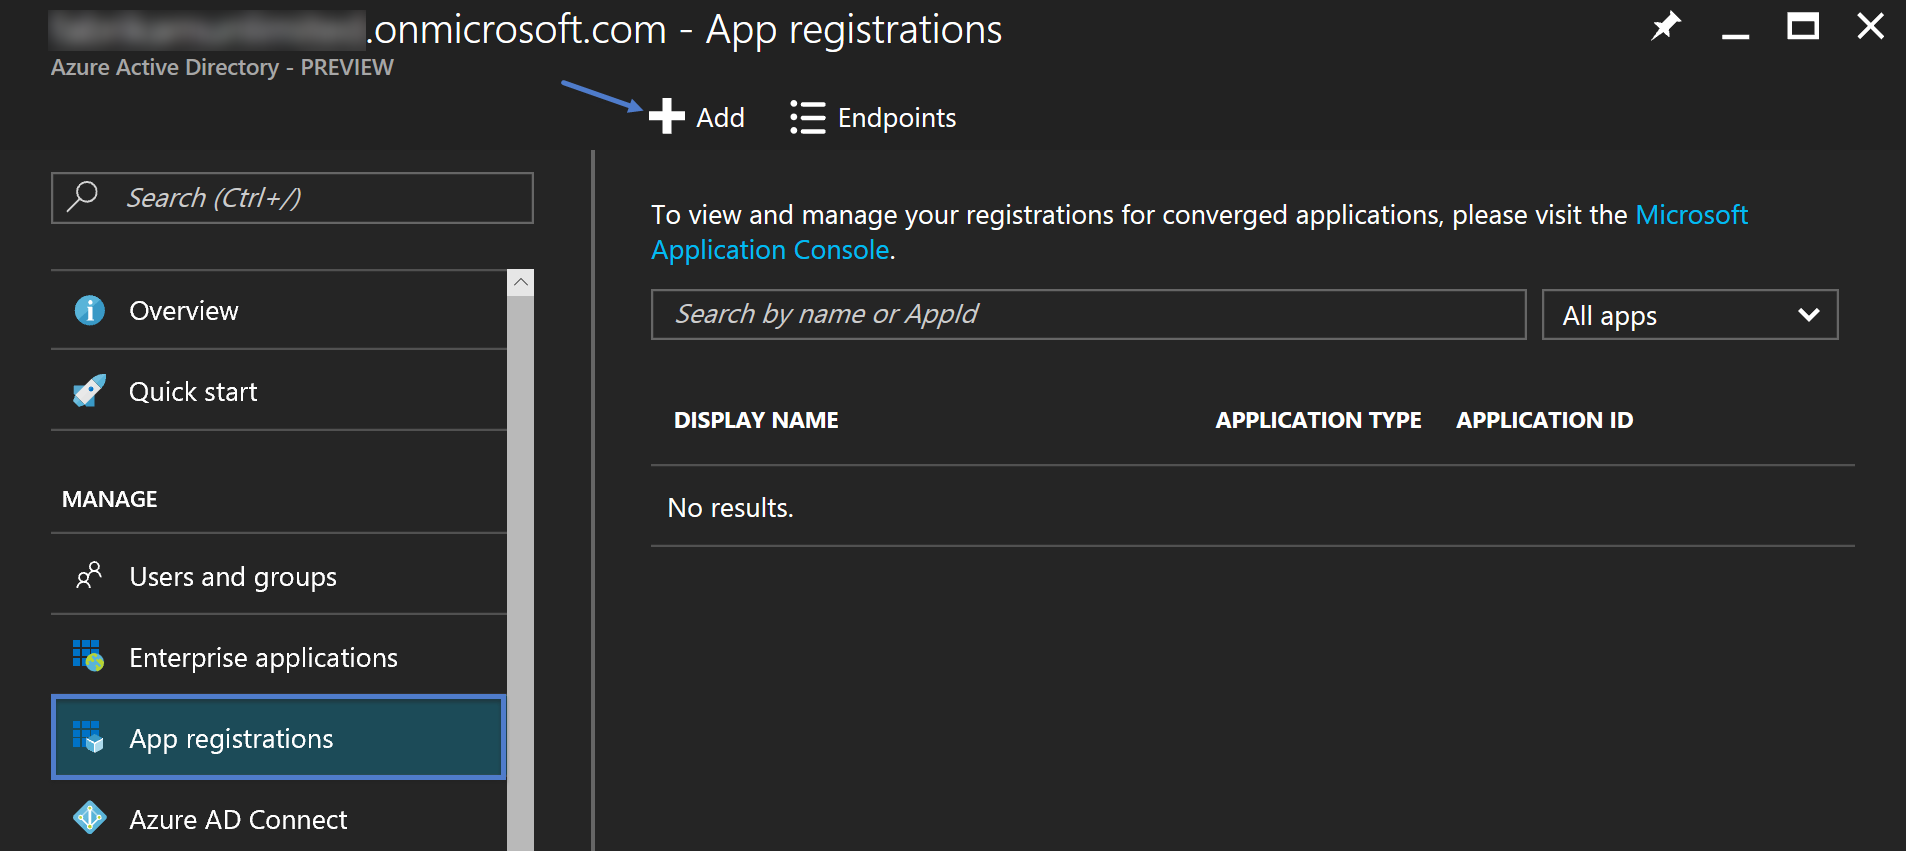 .onmicrosoft.com - App registrations
Azure Active Directory - PREVIEW
Add
Endpoints
Search (Ctrl+/)
To view and manage your registrations for converged applications, please visit the Microsoft
Application Console.
Search by name or AppId
All apps
Overview
Quick start
DISPLAY NAME
APPLICATION TYPE
APPLICATION ID
No results.
MANAGE
Users and groups
Enterprise applications
App registrations
Azure AD Connect